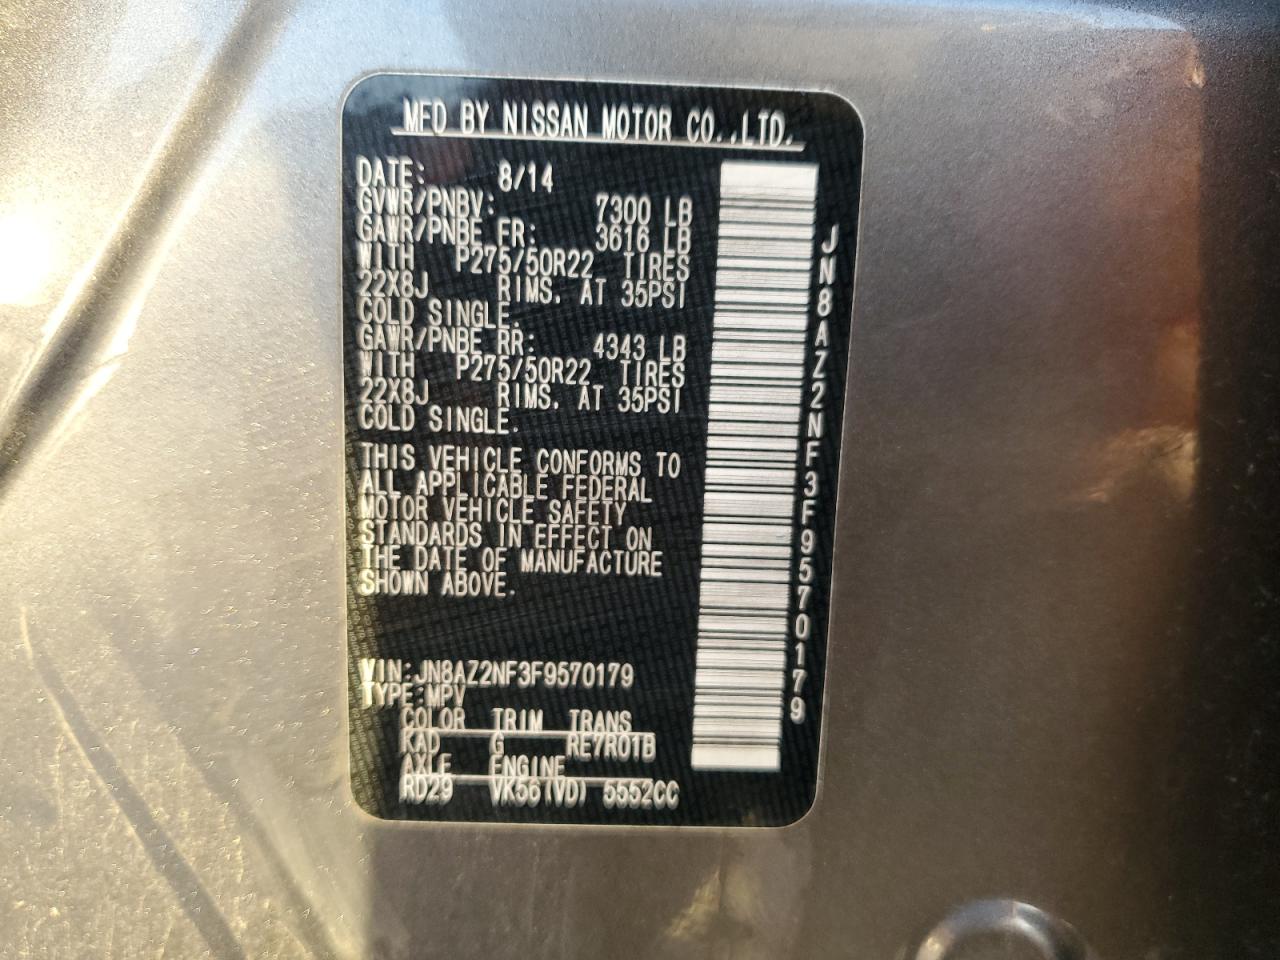 MFD BY NISSAN MOTOR CO.,LTD.
DATE: 8/14
GVWR/PNBV: 7300 LB
GAWR/PNBE FR: 3616 LB
WITH P275/50R22 TIRES
22X8J RIMS. AT 35PSI
COLD SINGLE.
GAWR/PNBE RR: 4343 LB
WITH P275/50R22 TIRES
22X8J RIMS. AT 35PSI
COLD SINGLE.
THIS VEHICLE CONFORMS TO
ALL APPLICABLE FEDERAL
MOTOR VEHICLE SAFETY
STANDARDS IN EFFECT ON
THE DATE OF MANUFACTURE
SHOWN ABOVE.
VIN:JN8AZ2NF3F9570179
TYPE:MPV
COLOR TRIM TRANS
KAD G RE7R01B
AXLE ENGINE
RD29 VK56(VD) 5552CC
JN8AZ2NF3F9570179